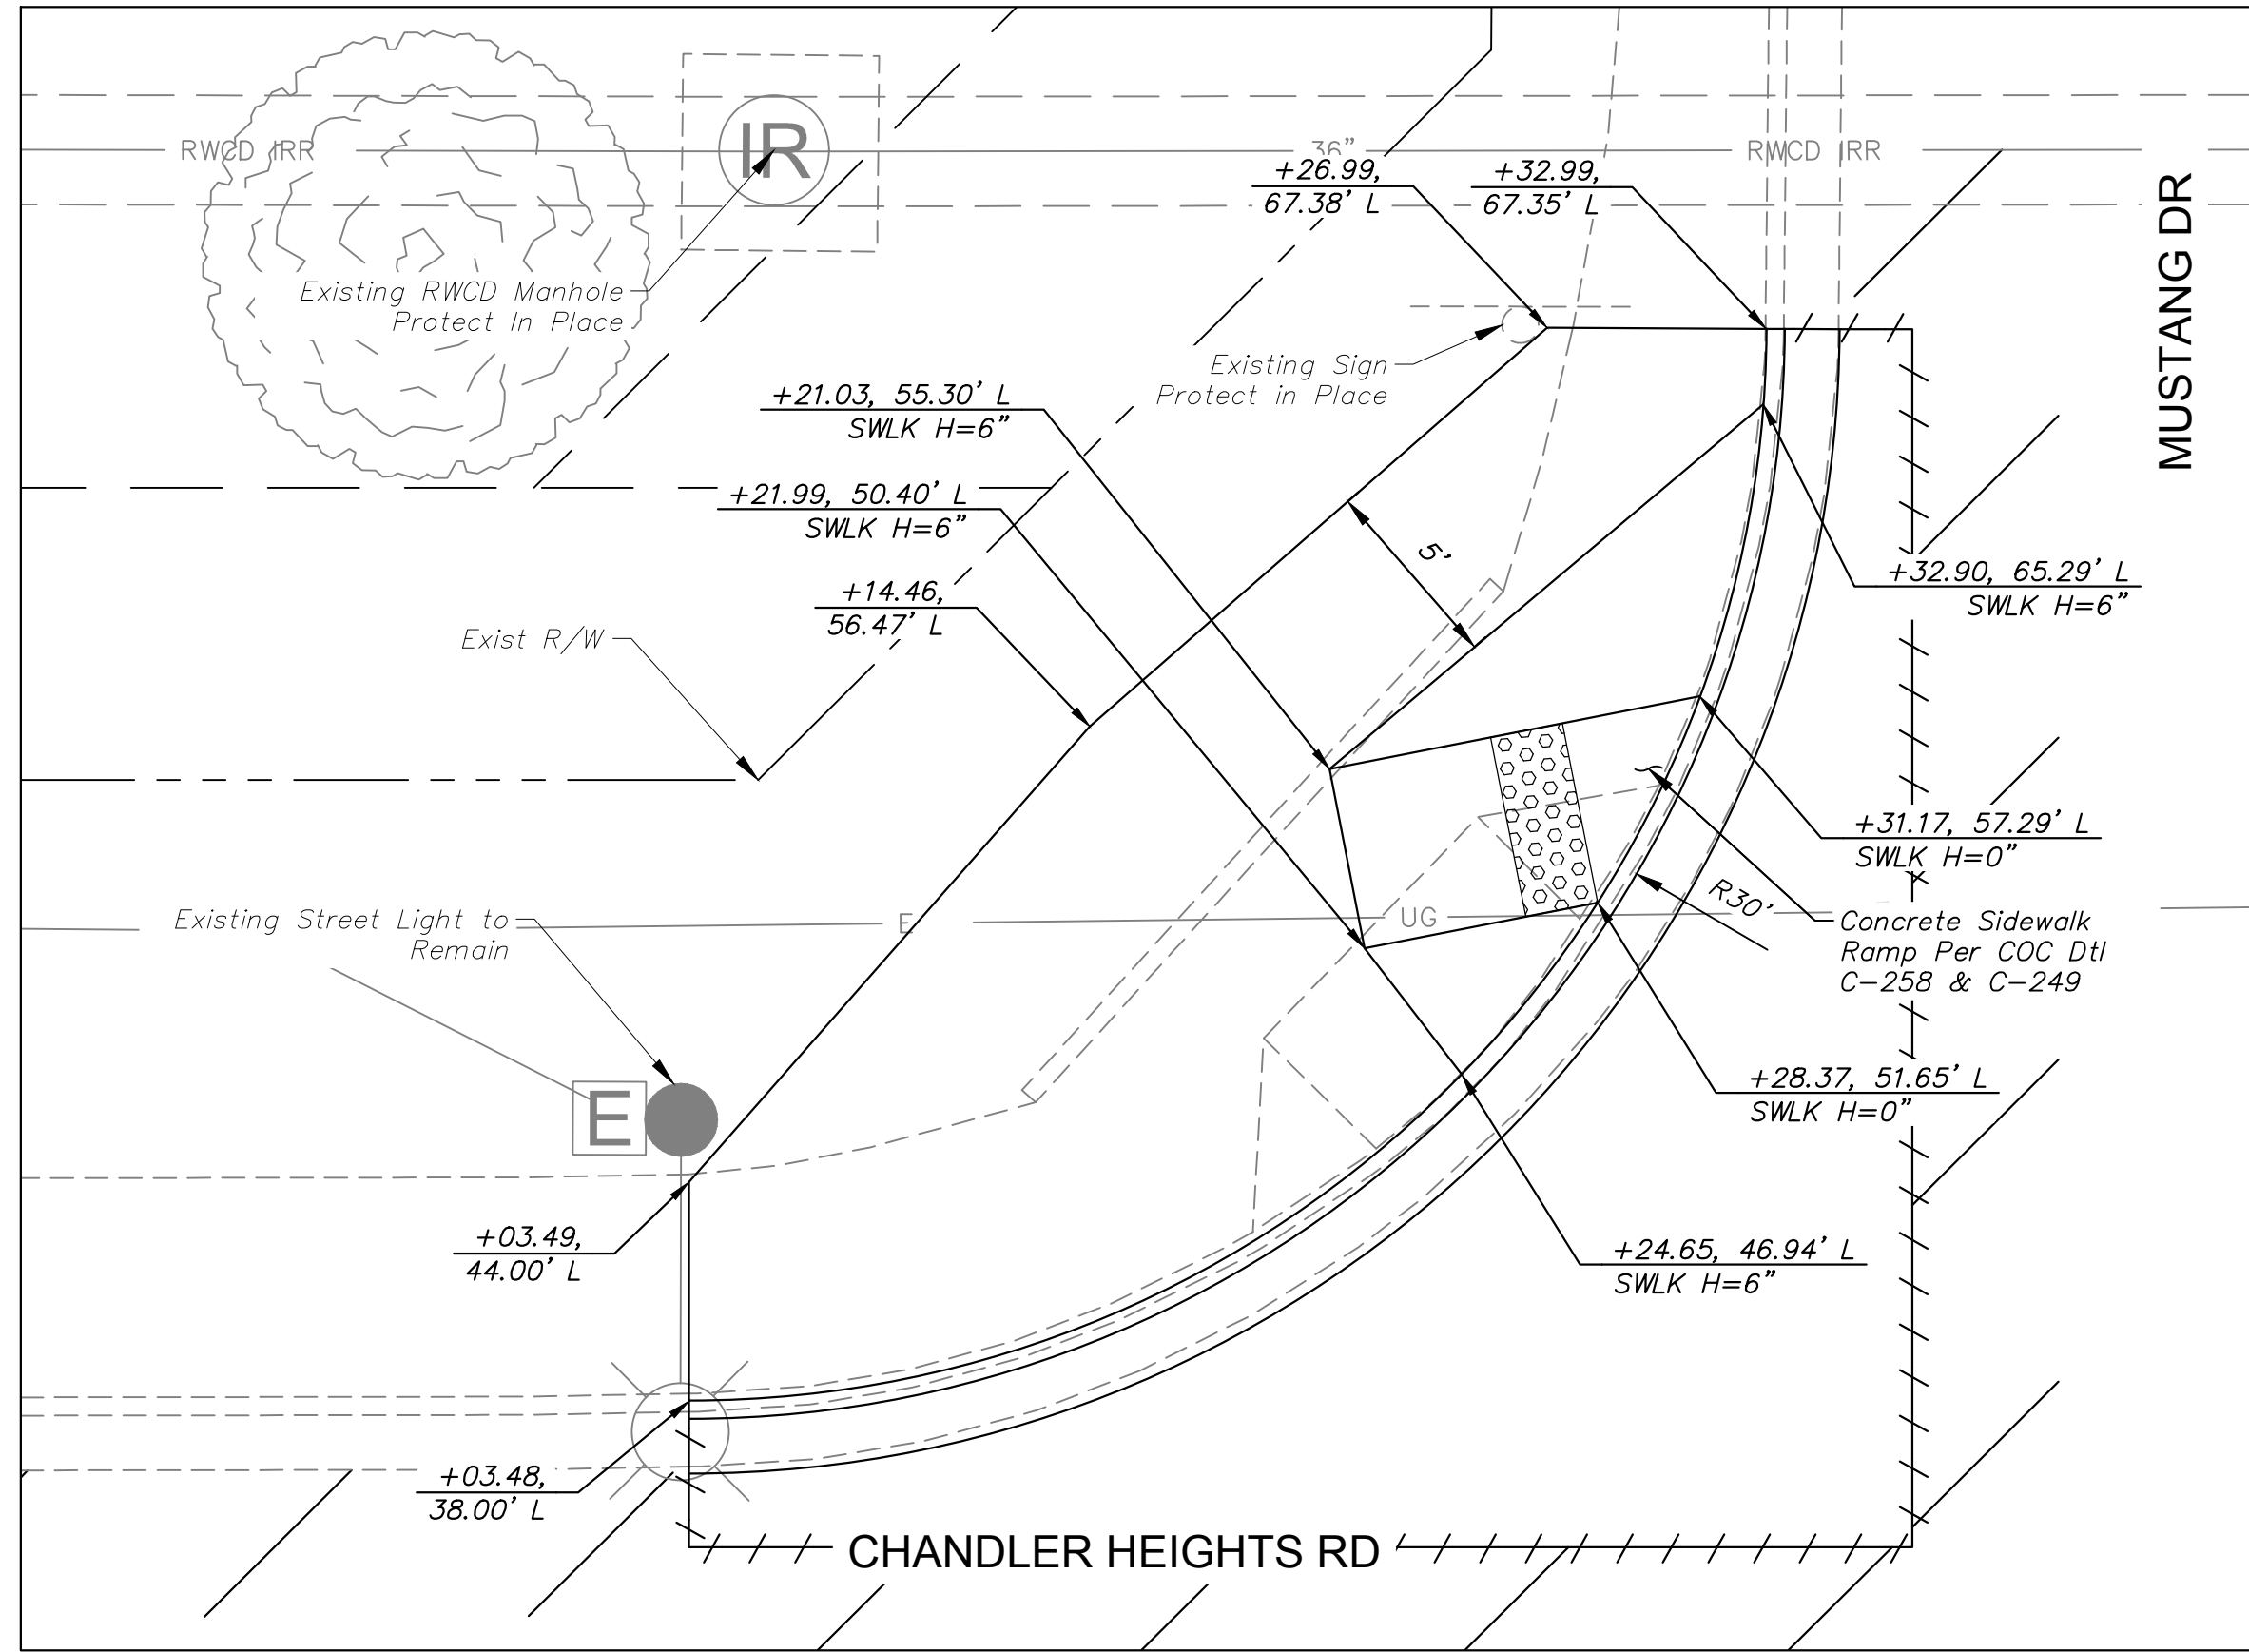 RWCD IRR
IR
36”
RWCD IRR
+26.99,
67.38’ L
+32.99,
67.35’ L
MUSTANG DR
Existing RWCD Manhole
Protect In Place
Existing Sign
Protect in Place
+21.03, 55.30’ L
SWLK H=6”
+21.99, 50.40’ L
SWLK H=6”
5’
+14.46,
56.47’ L
+32.90, 65.29’ L
SWLK H=6”
Exist R/W
+31.17, 57.29’ L
SWLK H=0”
R30’
Existing Street Light to
Remain
E
UG
Concrete Sidewalk
Ramp Per COC Dtl
C-258 & C-249
+28.37, 51.65’ L
SWLK H=0”
E
+03.49,
44.00’ L
+24.65, 46.94’ L
SWLK H=6”
+03.48,
38.00’ L
CHANDLER HEIGHTS RD